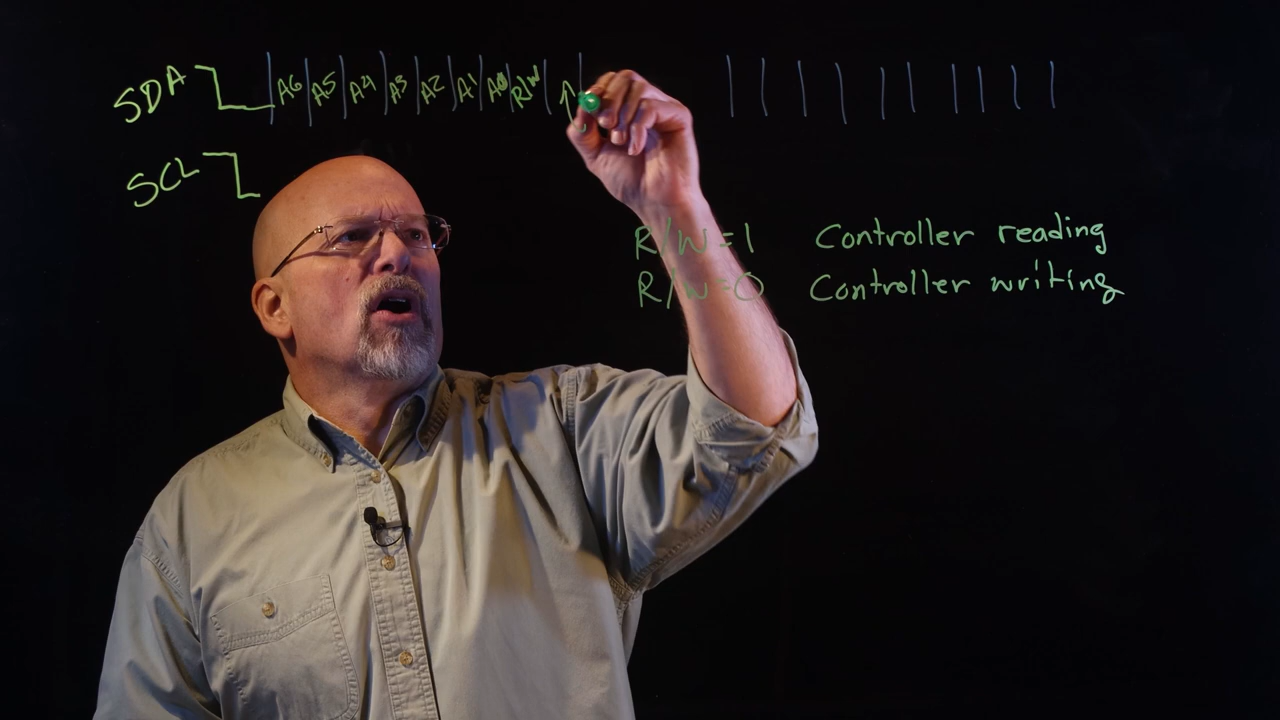 SDA A6 A5 A4 A3 A2 A1 A0 R/W
SCL
R/W=1 Controller reading
R/W=0 Controller writing